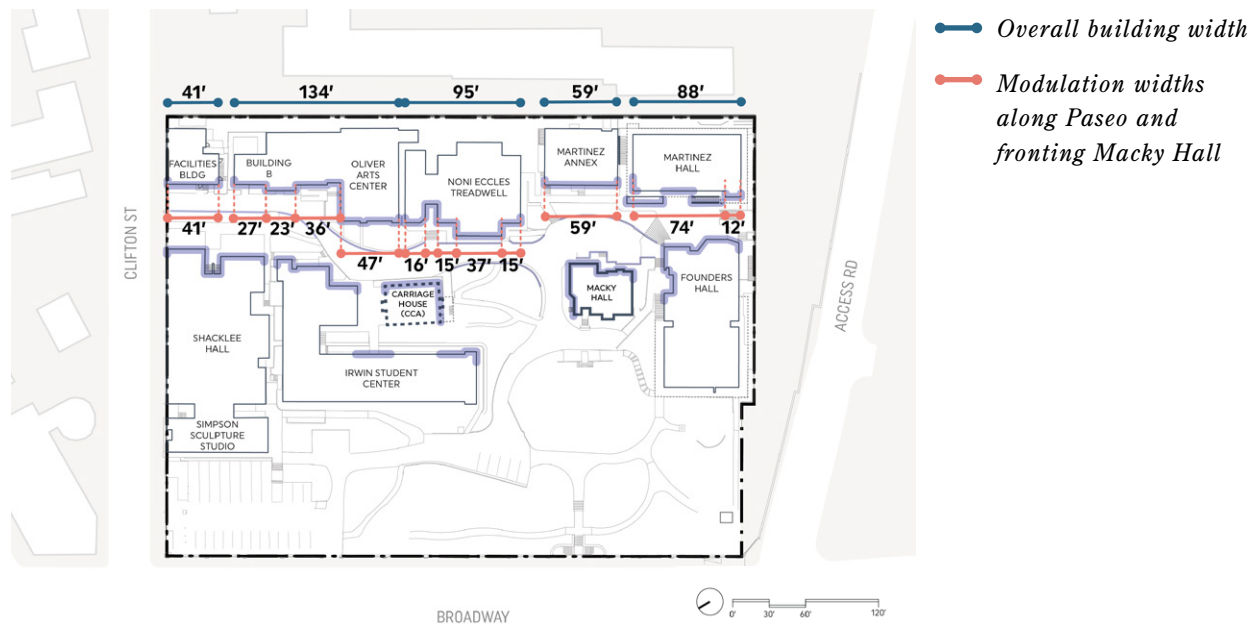 Overall building width
Modulation widths
along Paseo and
fronting Macky Hall
41' 134' 95' 59' 88'
FACILITIES
BLDG
BUILDING
B
OLIVER
ARTS
CENTER
NONI ECCLES
TREADWELL
MARTINEZ
ANNEX
MARTINEZ
HALL
41' 27' 23' 36' 59' 74' 12'
47' 16' 15' 37' 15'
CLIFTON ST
CARRIAGE
HOUSE
(CCA)
MACKY
HALL
FOUNDERS
HALL
ACCESS RD
SHACKLEE
HALL
IRWIN STUDENT
CENTER
SIMPSON
SCULPTURE
STUDIO
BROADWAY
0' 30' 60' 120'